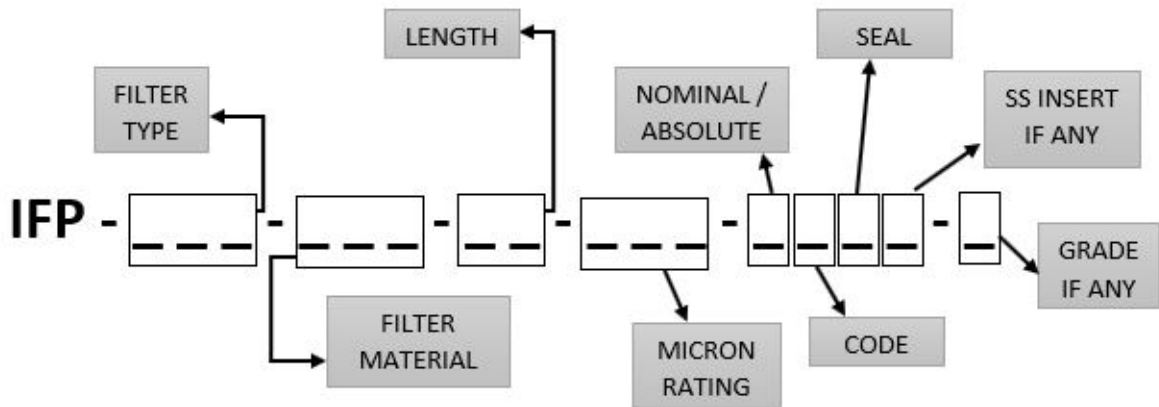 LENGTH
SEAL
FILTER
TYPE
NOMINAL /
ABSOLUTE
SS INSERT
IF ANY
IFP - _ _ _ - _ _ _ - _ _ - _ _ _ - _ _ _ _ - _
GRADE
IF ANY
FILTER
MATERIAL
MICRON
RATING
CODE